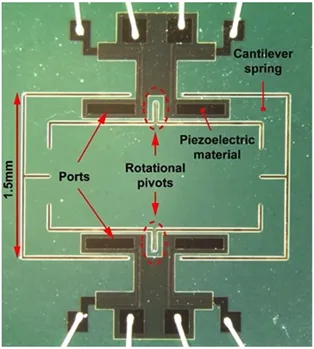 Cantilever
spring
Piezoelectric
material
Ports
Rotational
pivots
1.5mm